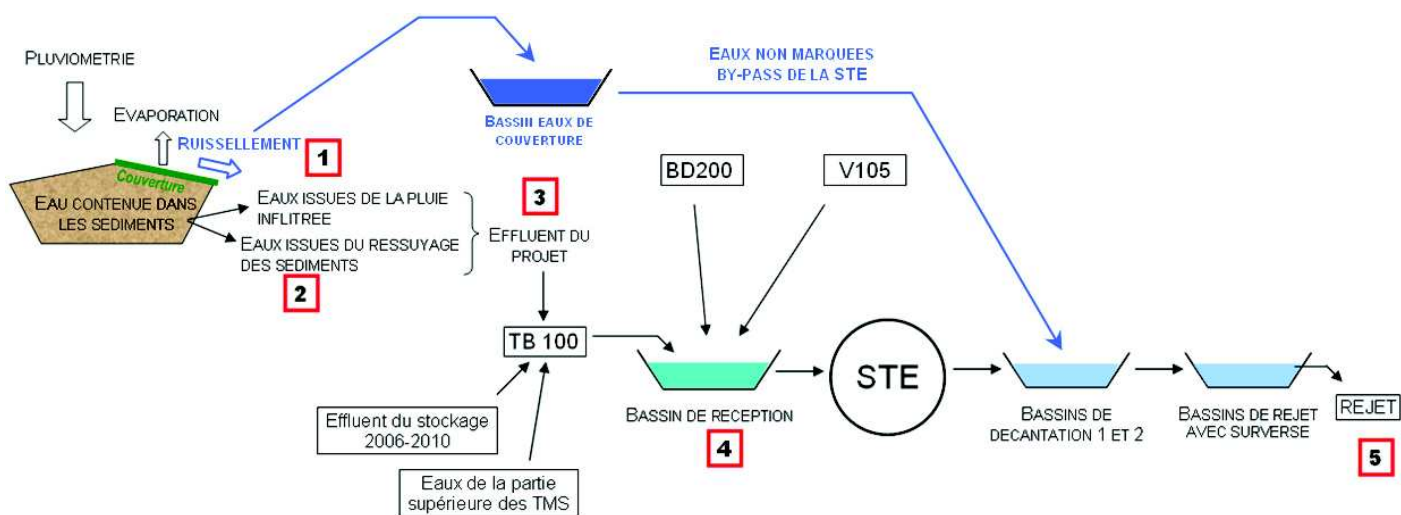 PLUVIOMETRIE
EVAPORATION
RUISSELLEMENT
1
Couverture
EAU CONTENUE DANS
LES SEDIMENTS
EAUX ISSUES DE LA PLUIE
INFLITREE
EAUX ISSUES DU RESSUYAGE
DES SEDIMENTS
2
BASSIN EAUX DE
COUVERTURE
EAUX NON MARQUEES
BY-PASS DE LA STE
3
EFFLUENT DU
PROJET
BD200
V105
TB 100
Effluent du stockage
2006-2010
Eaux de la partie
supérieure des TMS
BASSIN DE RECEPTION
4
STE
BASSINS DE
DECANTATION 1 ET 2
BASSINS DE REJET
AVEC SURVERSE
REJET
5